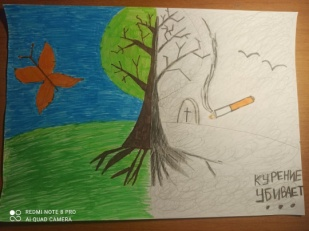 КУРЕНИЕ
УБИВАЕТ
...
REDMI NOTE 8 PRO
AI QUAD CAMERA